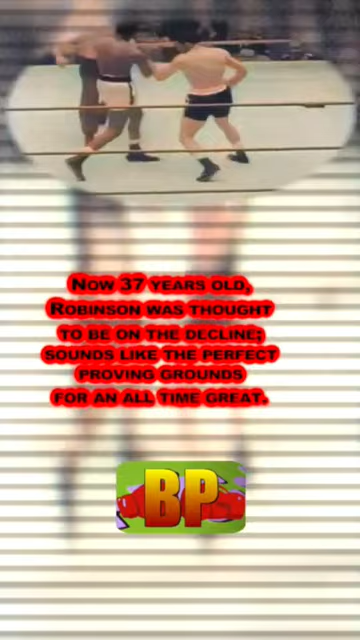 Now 37 years old,
Robinson was thought
to be on the decline;
sounds like the perfect
proving grounds
for an all time great.
BP